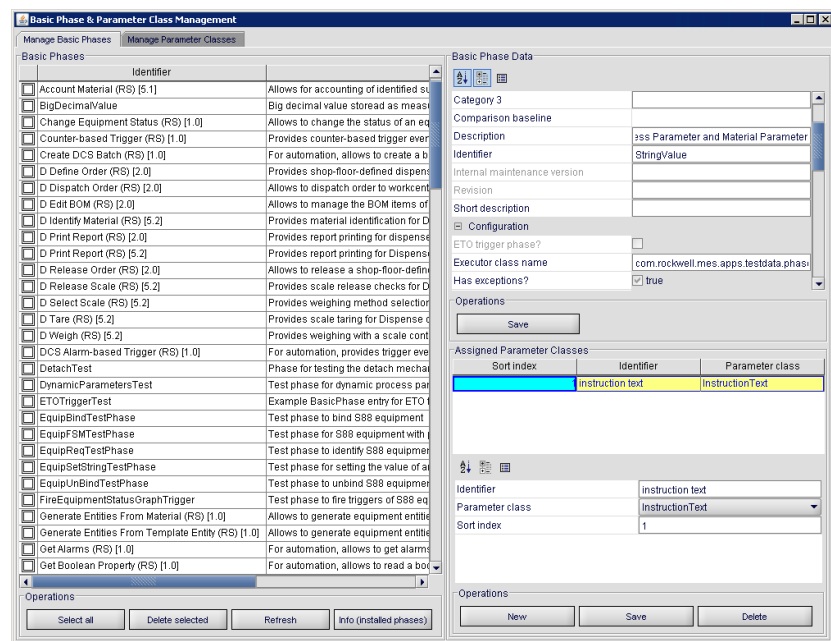 Basic Phase & Parameter Class Management
Manage Basic Phases
Manage Parameter Classes
Basic Phases
Identifier
Account Material (RS) [5.1] Allows for accounting of identified su
BigDecimalValue Big decimal value storead as meas
Change Equipment Status (RS) [1.0] Allows to change the status of an eq
Counter-based Trigger (RS) [1.0] Provides counter-based trigger even
Create DCS Batch (RS) [1.0] For automation, allows to create a b
D Define Order (RS) [2.0] Provides shop-floor-defined dispens
D Dispatch Order (RS) [2.0] Allows to dispatch order to workcent
D Edit BOM (RS) [2.0] Allows to manage the BOM items of
D Identify Material (RS) [5.2] Provides material identification for D
D Print Report (RS) [2.0] Provides report printing for dispense
D Print Report (RS) [5.2] Provides report printing for Dispense
D Release Order (RS) [2.0] Allows to release a shop-floor-define
D Release Scale (RS) [5.2] Provides scale release checks for D
D Select Scale (RS) [5.2] Provides weighing method selection
D Tare (RS) [5.2] Provides scale taring for Dispense o
D Weigh (RS) [5.2] Provides weighing with a scale cont
DCS Alarm-based Trigger (RS) [1.0] For automation, provides trigger eve
DetachTest Phase for testing the detach mechar
DynamicParametersTest Test phase for dynamic process par
ETOTriggerTest Example BasicPhase entry for ETO t
EquipBindTestPhase Test phase to bind S88 equipment
EquipFSMTestPhase Test phase for S88 equipment with
EquipReqTestPhase Test phase to identify S88 equipmer
EquipSetStringTestPhase Test phase for setting the value of a
EquipUnBindTestPhase Test phase to unbind S88 equipmer
FireEquipmentStatusGraphTrigger Test phase to fire triggers of S88 eq
Generate Entities From Material (RS) [1.0] Allows to generate equipment entitie
Generate Entities From Template Entity (RS) [1.0] Allows to generate equipment entitie
Get Alarms (RS) [1.0] For automation, allows to get alarms
Get Boolean Property (RS) [1.0] For automation, allows to read a boo
Operations
Select all
Delete selected
Refresh
Info (installed phases)
Basic Phase Data
Category 3
Comparison baseline
Description ess Parameter and Material Parameter
Identifier StringValue
Internal maintenance version
Revision
Short description
Configuration
ETO trigger phase?
Executor class name com.rockwell.mes.apps.testdata.phas
Has exceptions? true
Operations
Save
Assigned Parameter Classes
Sort index Identifier Parameter class
1 instruction text InstructionText
Identifier instruction text
Parameter class InstructionText
Sort index 1
Operations
New
Save
Delete